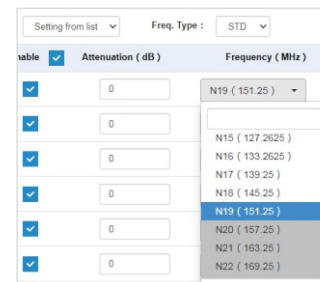 Setting from list Freq. Type : STD
nable Attenuation ( dB ) Frequency ( MHz )
0 N19 ( 151.25 )
0
N15 ( 127.2625 )
N16 ( 133.2625 )
0
N17 ( 139.25 )
N18 ( 145.25 )
0
N19 ( 151.25 )
N20 ( 157.25 )
0
N21 ( 163.25 )
N22 ( 169.25 )
0